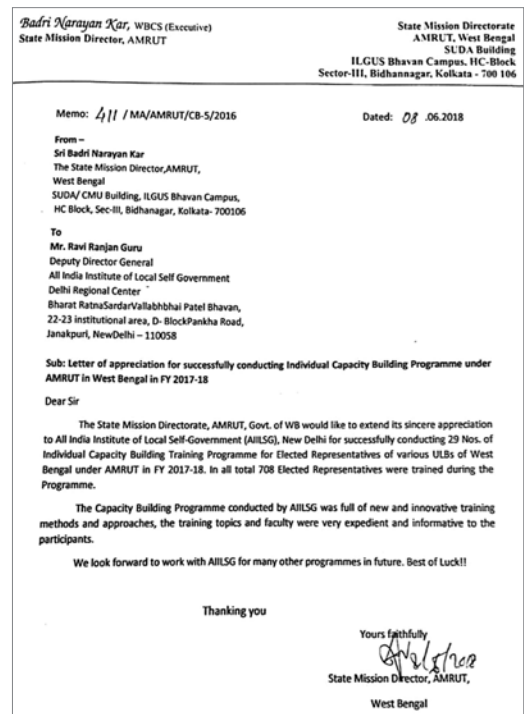 Badri Narayan Kar, WBCS (Executive)
State Mission Director, AMRUT
State Mission Directorate
AMRUT, West Bengal
SUDA Building
ILGUS Bhavan Campus, HC-Block
Sector-III, Bidhannagar, Kolkata - 700 106
Memo: 411 / MA/AMRUT/CB-5/2016
Dated: 08 .06.2018
From –
Sri Badri Narayan Kar
The State Mission Director,AMRUT,
West Bengal
SUDA/ CMU Building, ILGUS Bhavan Campus,
HC Block, Sec-III, Bidhanagar, Kolkata- 700106
To
Mr. Ravi Ranjan Guru
Deputy Director General
All India Institute of Local Self Government
Delhi Regional Center
Bharat RatnaSardarVallabhbhai Patel Bhavan,
22-23 institutional area, D- BlockPankha Road,
Janakpuri, NewDelhi – 110058
Sub: Letter of appreciation for successfully conducting Individual Capacity Building Programme under
AMRUT in West Bengal in FY 2017-18
Dear Sir
The State Mission Directorate, AMRUT, Govt. of WB would like to extend its sincere appreciation
to All India Institute of Local Self-Government (AIILSG), New Delhi for successfully conducting 29 Nos. of
Individual Capacity Building Training Programme for Elected Representatives of various ULBs of West
Bengal under AMRUT in FY 2017-18. In all total 708 Elected Representatives were trained during the
Programme.
The Capacity Building Programme conducted by AIILSG was full of new and innovative training
methods and approaches, the training topics and faculty were very expedient and informative to the
participants.
We look forward to work with AIILSG for many other programmes in future. Best of Luck!!
Thanking you
Yours faithfully
State Mission Director, AMRUT,
West Bengal